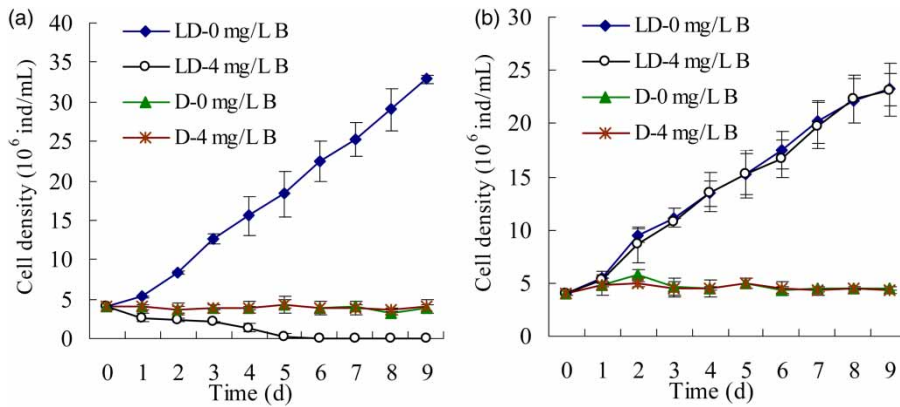 (a)
LD-0 mg/L B
LD-4 mg/L B
D-0 mg/L B
D-4 mg/L B
Cell density (10⁶ ind/mL)
40
35
30
25
20
15
10
5
0
0 1 2 3 4 5 6 7 8 9
Time (d)
(b)
LD-0 mg/L B
LD-4 mg/L B
D-0 mg/L B
D-4 mg/L B
Cell density (10⁶ ind/mL)
30
25
20
15
10
5
0
0 1 2 3 4 5 6 7 8 9
Time (d)